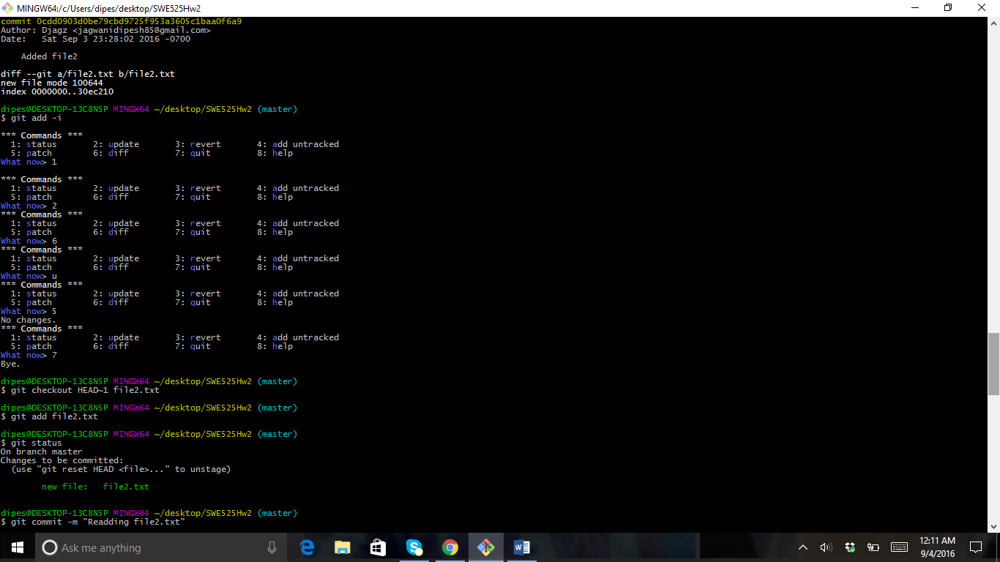 MINGW64:/c/Users/dipes/desktop/SWE525Hw2
commit 0cdd0903d0be79cbd9725f953a3605c1baa0f6a9
Author: Djagz <jagwanidipesh85@gmail.com>
Date:   Sat Sep 3 23:28:02 2016 -0700
    Added file2
diff --git a/file2.txt b/file2.txt
new file mode 100644
index 0000000..30ec210
dipes@DESKTOP-13C8N5P MINGW64 ~/desktop/SWE525Hw2 (master)
$ git add -i
*** Commands ***
  1: status       2: update       3: revert       4: add untracked
  5: patch        6: diff         7: quit         8: help
What now> 1
*** Commands ***
  1: status       2: update       3: revert       4: add untracked
  5: patch        6: diff         7: quit         8: help
What now> 2
*** Commands ***
  1: status       2: update       3: revert       4: add untracked
  5: patch        6: diff         7: quit         8: help
What now> 6
*** Commands ***
  1: status       2: update       3: revert       4: add untracked
  5: patch        6: diff         7: quit         8: help
What now> u
*** Commands ***
  1: status       2: update       3: revert       4: add untracked
  5: patch        6: diff         7: quit         8: help
What now> 5
No changes.
*** Commands ***
  1: status       2: update       3: revert       4: add untracked
  5: patch        6: diff         7: quit         8: help
What now> 7
Bye.
dipes@DESKTOP-13C8N5P MINGW64 ~/desktop/SWE525Hw2 (master)
$ git checkout HEAD~1 file2.txt
dipes@DESKTOP-13C8N5P MINGW64 ~/desktop/SWE525Hw2 (master)
$ git add file2.txt
dipes@DESKTOP-13C8N5P MINGW64 ~/desktop/SWE525Hw2 (master)
$ git status
On branch master
Changes to be committed:
  (use "git reset HEAD <file>..." to unstage)
        new file:   file2.txt
dipes@DESKTOP-13C8N5P MINGW64 ~/desktop/SWE525Hw2 (master)
$ git commit -m "Readding file2.txt"
Ask me anything
12:11 AM
9/4/2016